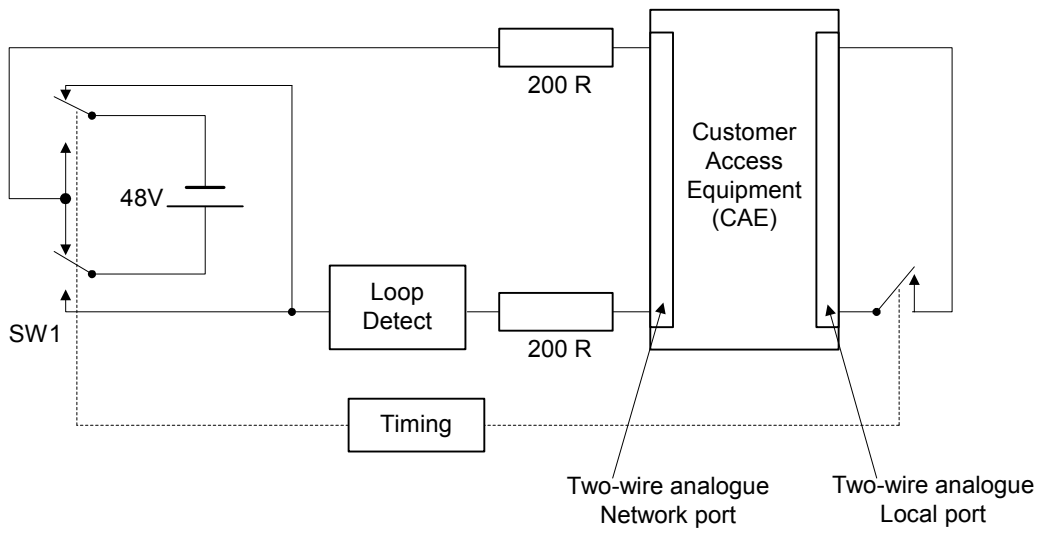 200 R
Customer
Access
Equipment
(CAE)
48V
Loop
Detect
SW1
200 R
Timing
Two-wire analogue
Network port
Two-wire analogue
Local port